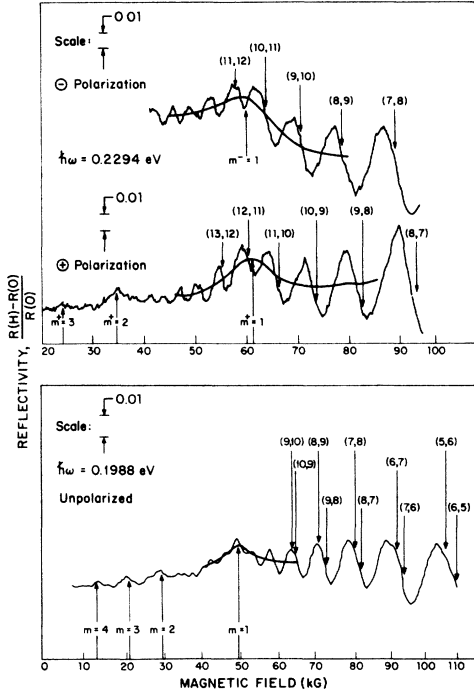 0.01
Scale:
(11,12)
(10,11)
(9,10)
(8,9)
(7,8)
⊖ Polarization
ℏω = 0.2294 eV
m⁻ = 1
0.01
(13,12)
(12,11)
(11,10)
(10,9)
(9,8)
(8,7)
⊕ Polarization
m⁺ = 3
m⁺ = 2
m⁺ = 1
20 30 40 50 60 70 80 90 100
REFLECTIVITY, R(H)-R(O) / R(O)
0.01
Scale:
ℏω = 0.1988 eV
Unpolarized
(9,10)
(8,9)
(7,8)
(6,7)
(5,6)
(10,9)
(9,8)
(8,7)
(7,6)
(6,5)
m = 4
m = 3
m = 2
m = 1
0 10 20 30 40 50 60 70 80 90 100 110
MAGNETIC FIELD (kG)